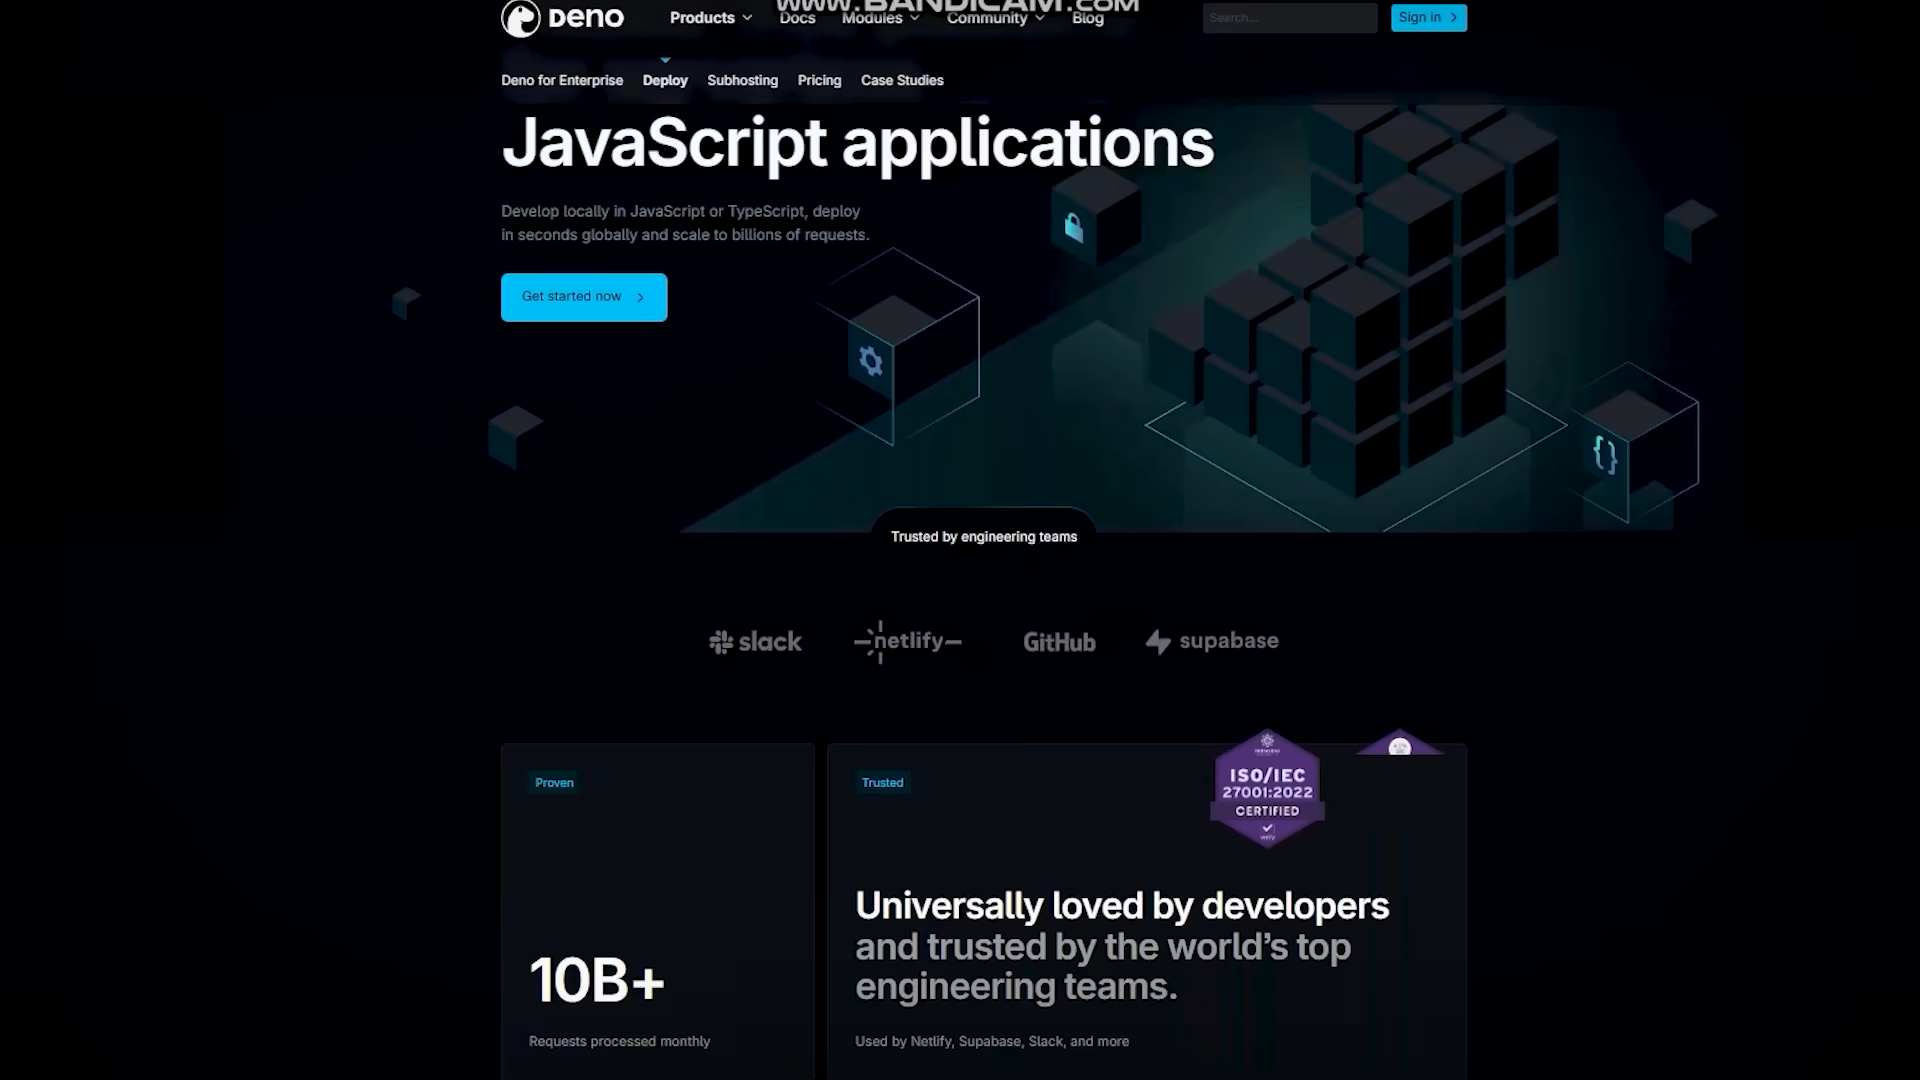 www.BANDICAM.com
Deno
Products
Docs
Modules
Community
Blog
Search...
Sign in
Deno for Enterprise
Deploy
Subhosting
Pricing
Case Studies
JavaScript applications
Develop locally in JavaScript or TypeScript, deploy
in seconds globally and scale to billions of requests.
Get started now
Trusted by engineering teams
slack
netlify
GitHub
supabase
Proven
10B+
Requests processed monthly
Trusted
ISO/IEC
27001:2022
CERTIFIED
Universally loved by developers
and trusted by the world's top
engineering teams.
Used by Netlify, Supabase, Slack, and more